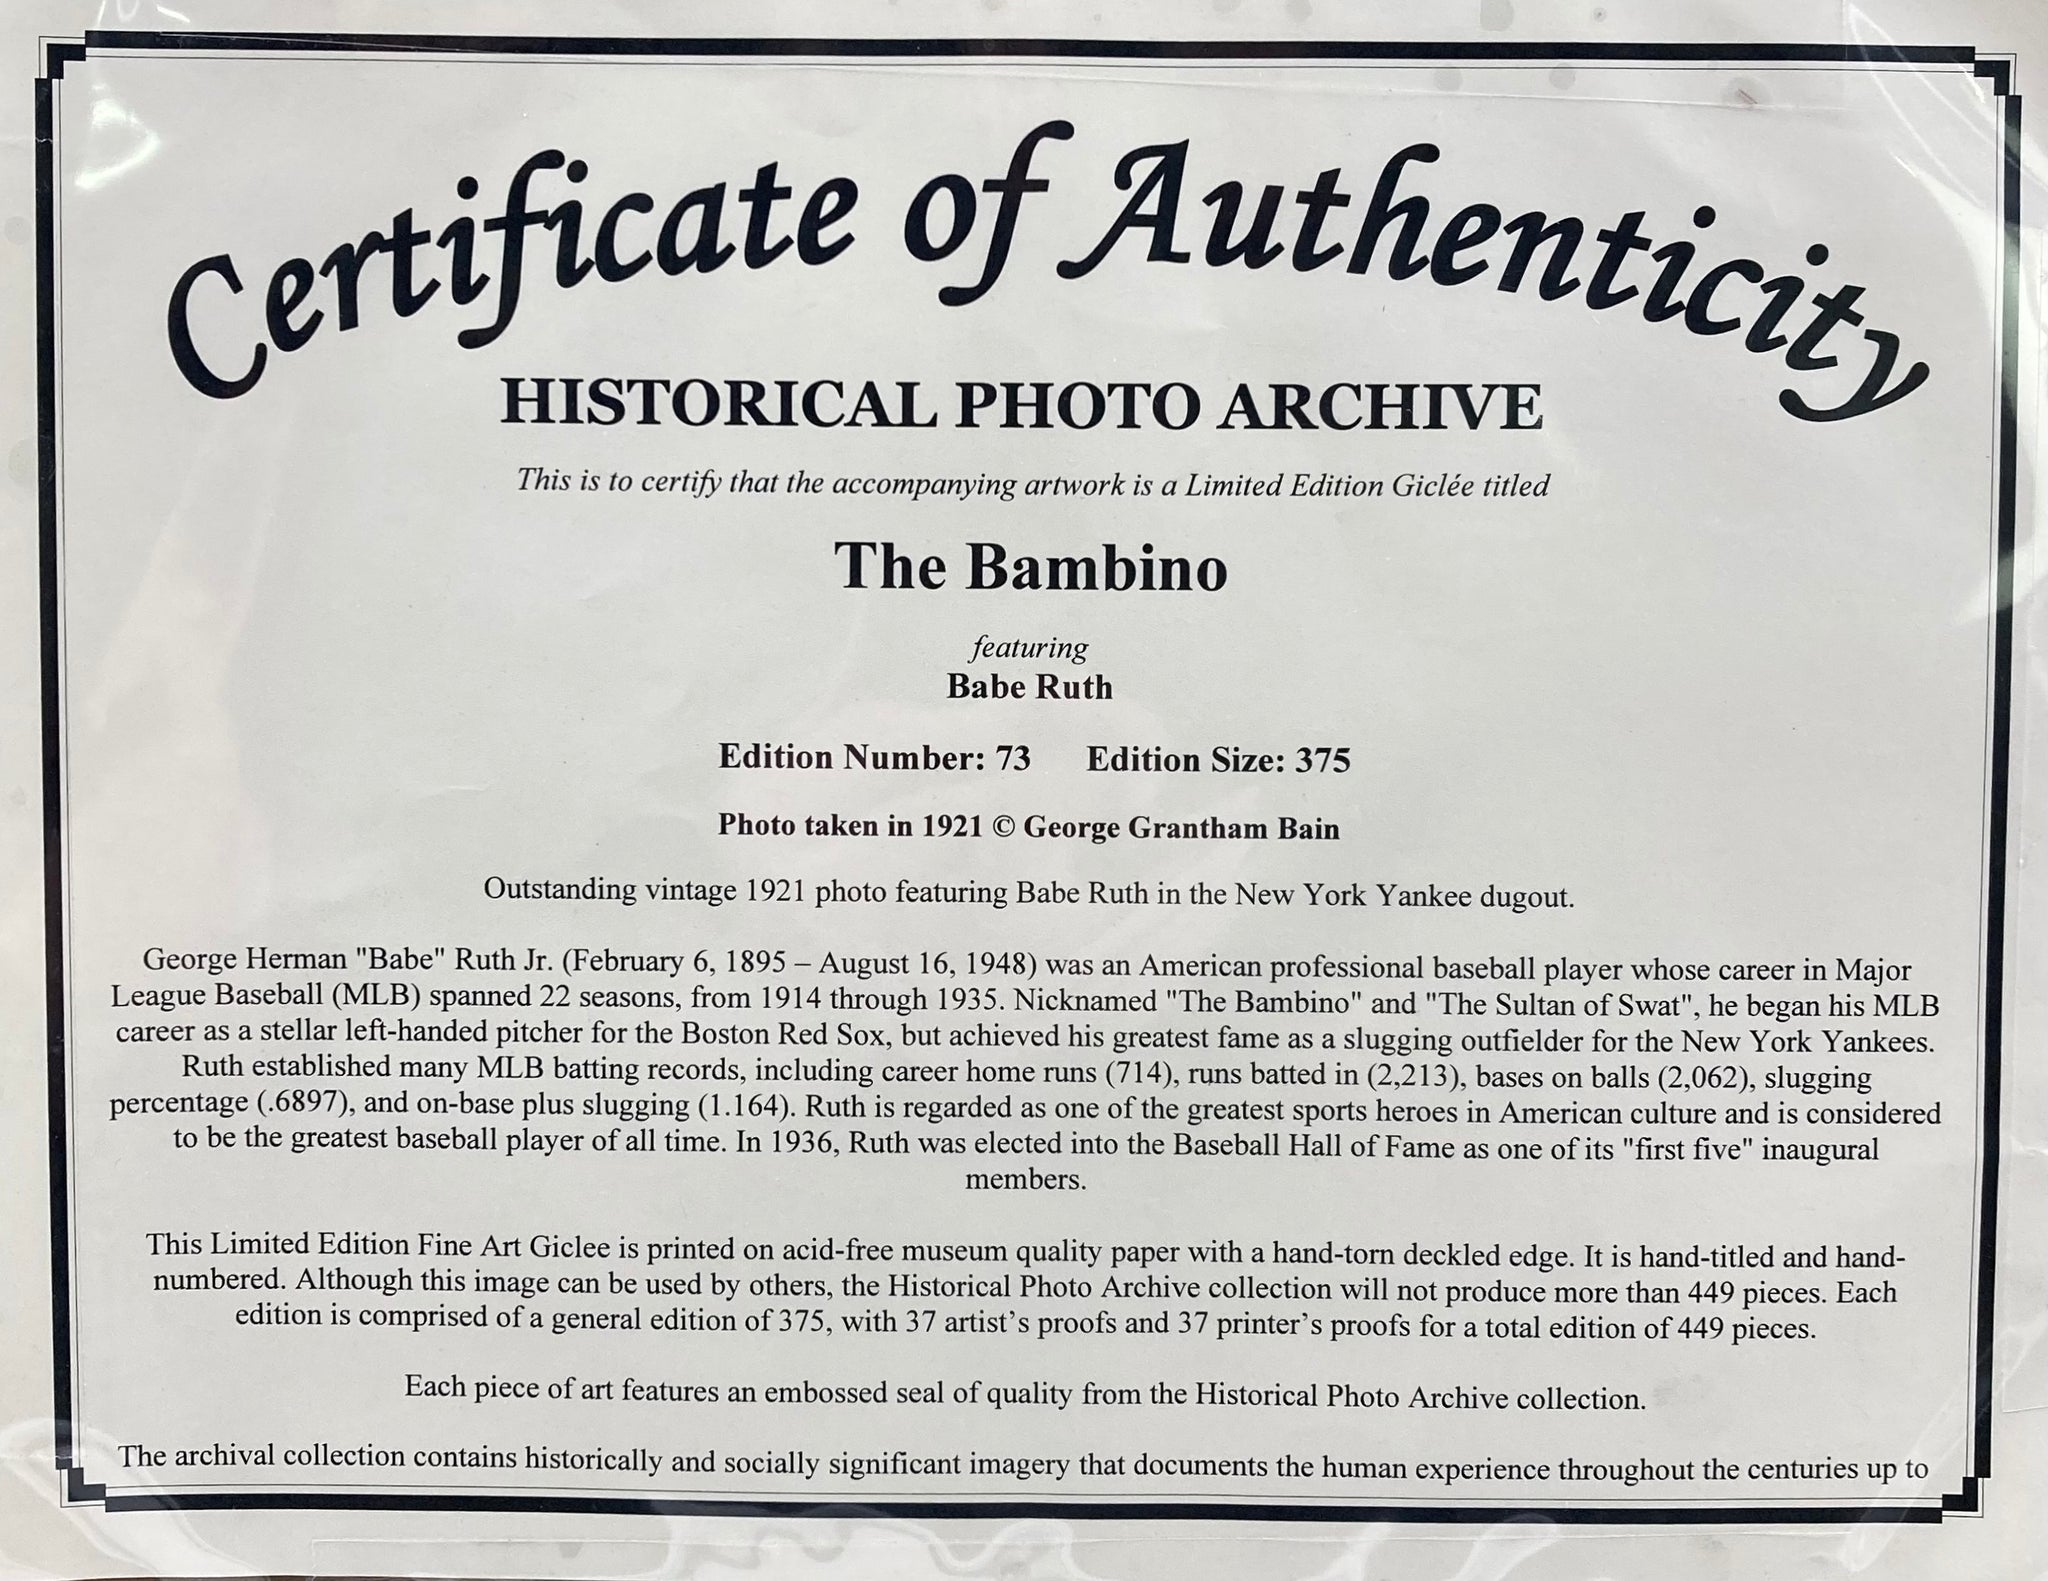 Certificate of Authenticity
HISTORICAL PHOTO ARCHIVE
This is to certify that the accompanying artwork is a Limited Edition Giclée titled
The Bambino
featuring
Babe Ruth
Edition Number: 73 Edition Size: 375
Photo taken in 1921 © George Grantham Bain
Outstanding vintage 1921 photo featuring Babe Ruth in the New York Yankee dugout.
George Herman "Babe" Ruth Jr. (February 6, 1895 – August 16, 1948) was an American professional baseball player whose career in Major
League Baseball (MLB) spanned 22 seasons, from 1914 through 1935. Nicknamed "The Bambino" and "The Sultan of Swat", he began his MLB
career as a stellar left-handed pitcher for the Boston Red Sox, but achieved his greatest fame as a slugging outfielder for the New York Yankees.
Ruth established many MLB batting records, including career home runs (714), runs batted in (2,213), bases on balls (2,062), slugging
percentage (.6897), and on-base plus slugging (1.164). Ruth is regarded as one of the greatest sports heroes in American culture and is considered
to be the greatest baseball player of all time. In 1936, Ruth was elected into the Baseball Hall of Fame as one of its "first five" inaugural
members.
This Limited Edition Fine Art Giclee is printed on acid-free museum quality paper with a hand-torn deckled edge. It is hand-titled and hand-
numbered. Although this image can be used by others, the Historical Photo Archive collection will not produce more than 449 pieces. Each
edition is comprised of a general edition of 375, with 37 artist’s proofs and 37 printer’s proofs for a total edition of 449 pieces.
Each piece of art features an embossed seal of quality from the Historical Photo Archive collection.
The archival collection contains historically and socially significant imagery that documents the human experience throughout the centuries up to